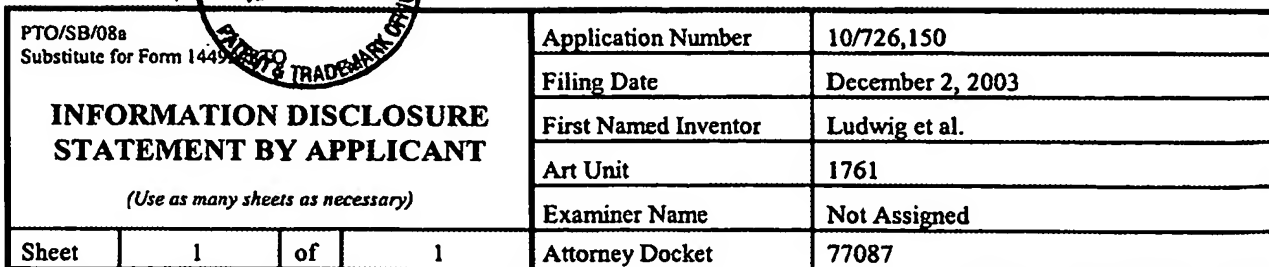 PTO/SB/08a
Substitute for Form 1449
PATENT & TRADEMARK
INFORMATION DISCLOSURE
STATEMENT BY APPLICANT
(Use as many sheets as necessary)
Sheet 1 of 1
Application Number 10/726,150
Filing Date December 2, 2003
First Named Inventor Ludwig et al.
Art Unit 1761
Examiner Name Not Assigned
Attorney Docket 77087